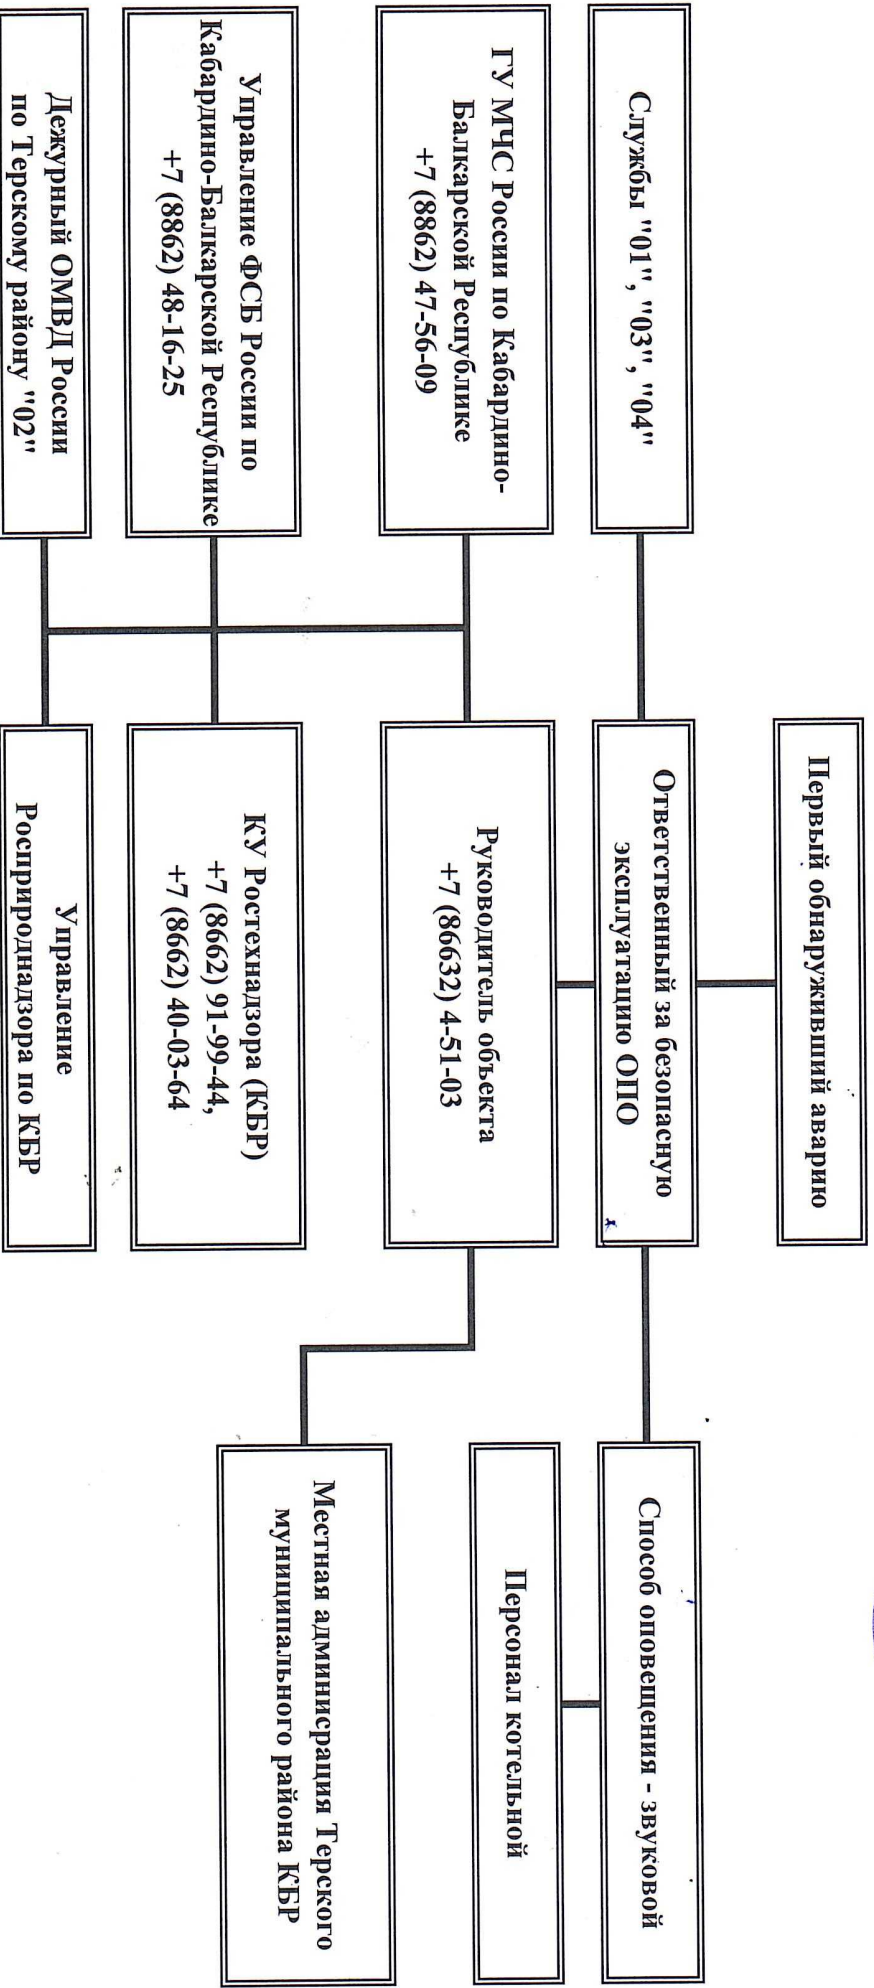 Первый обнаруживший аварию
Службы "01", "03", "04"
Ответственный за безопасную
эксплуатацию ОПО
Способ оповещения - звуковой
ГУ МЧС России по Кабардино-
Балкарской Республике
+7 (8862) 47-56-09
Руководитель объекта
+7 (86632) 4-51-03
Персонал котельной
Управление ФСБ России по
Кабардино-Балкарской Республике
+7 (8862) 48-16-25
КУ Ростехнадзора (КБР)
+7 (8662) 91-99-44,
+7 (8662) 40-03-64
Местная админисрация Терского
муниципального района КБР
Дежурный ОМВД России
по Терскому району "02"
Управление
Росприроднадзора по КБР